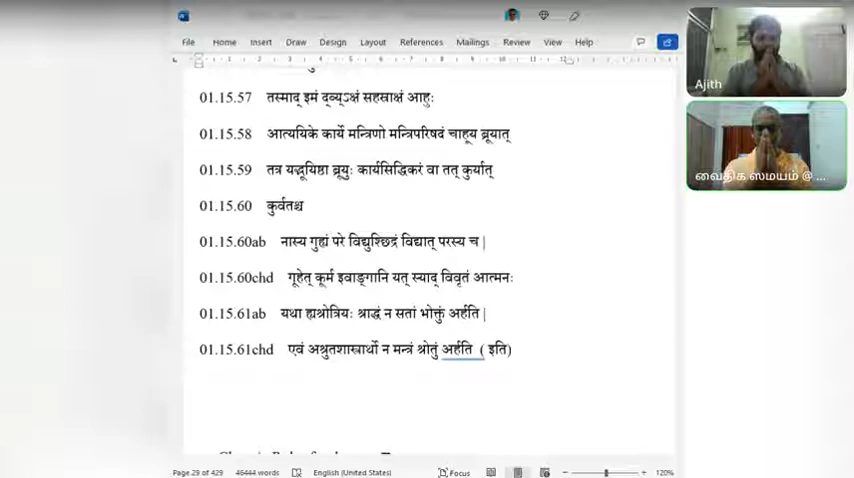 File Home Insert Draw Design Layout References Mailings Review View Help
01.15.57 तस्माद् इमं द्व्य्ऽक्षं सहस्राक्षं आहुः
01.15.58 आत्ययिके कार्ये मन्त्रिणो मन्त्रिपरिषदं चाहूय ब्रूयात्
01.15.59 तत्र यद्भूयिष्ठा ब्रूयुः कार्यसिद्धिकरं वा तत् कुर्यात्
01.15.60 कुर्वतश्च
01.15.60ab नास्य गुह्यं परे विद्युश्छिद्रं विद्यात् परस्य च |
01.15.60chd गूहेत् कूर्म इवाङ्गानि यत् स्याद् विवृतं आत्मनः
01.15.61ab यथा ह्यश्रोत्रियः श्राद्धं न सतां भोक्तुं अर्हति |
01.15.61chd एवं अश्रुतशास्त्रार्थो न मन्त्रं श्रोतुं अर्हति ( इति)
Page 29 of 429 46444 words English (United States) Focus 120%
Ajith
வைதிக ஸமயம் @ ...